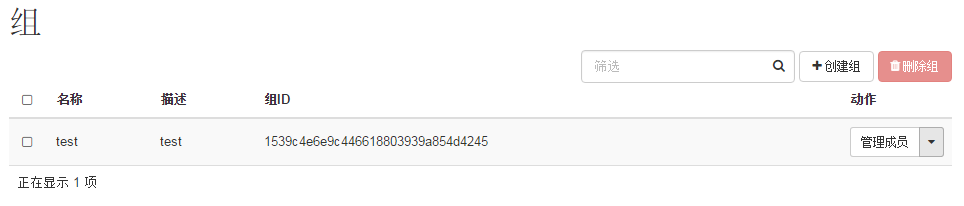 组
筛选 创建组 删除组
名称 描述 组ID 动作
test test 1539c4e6e9c446618803939a854d4245 管理成员
正在显示 1 项